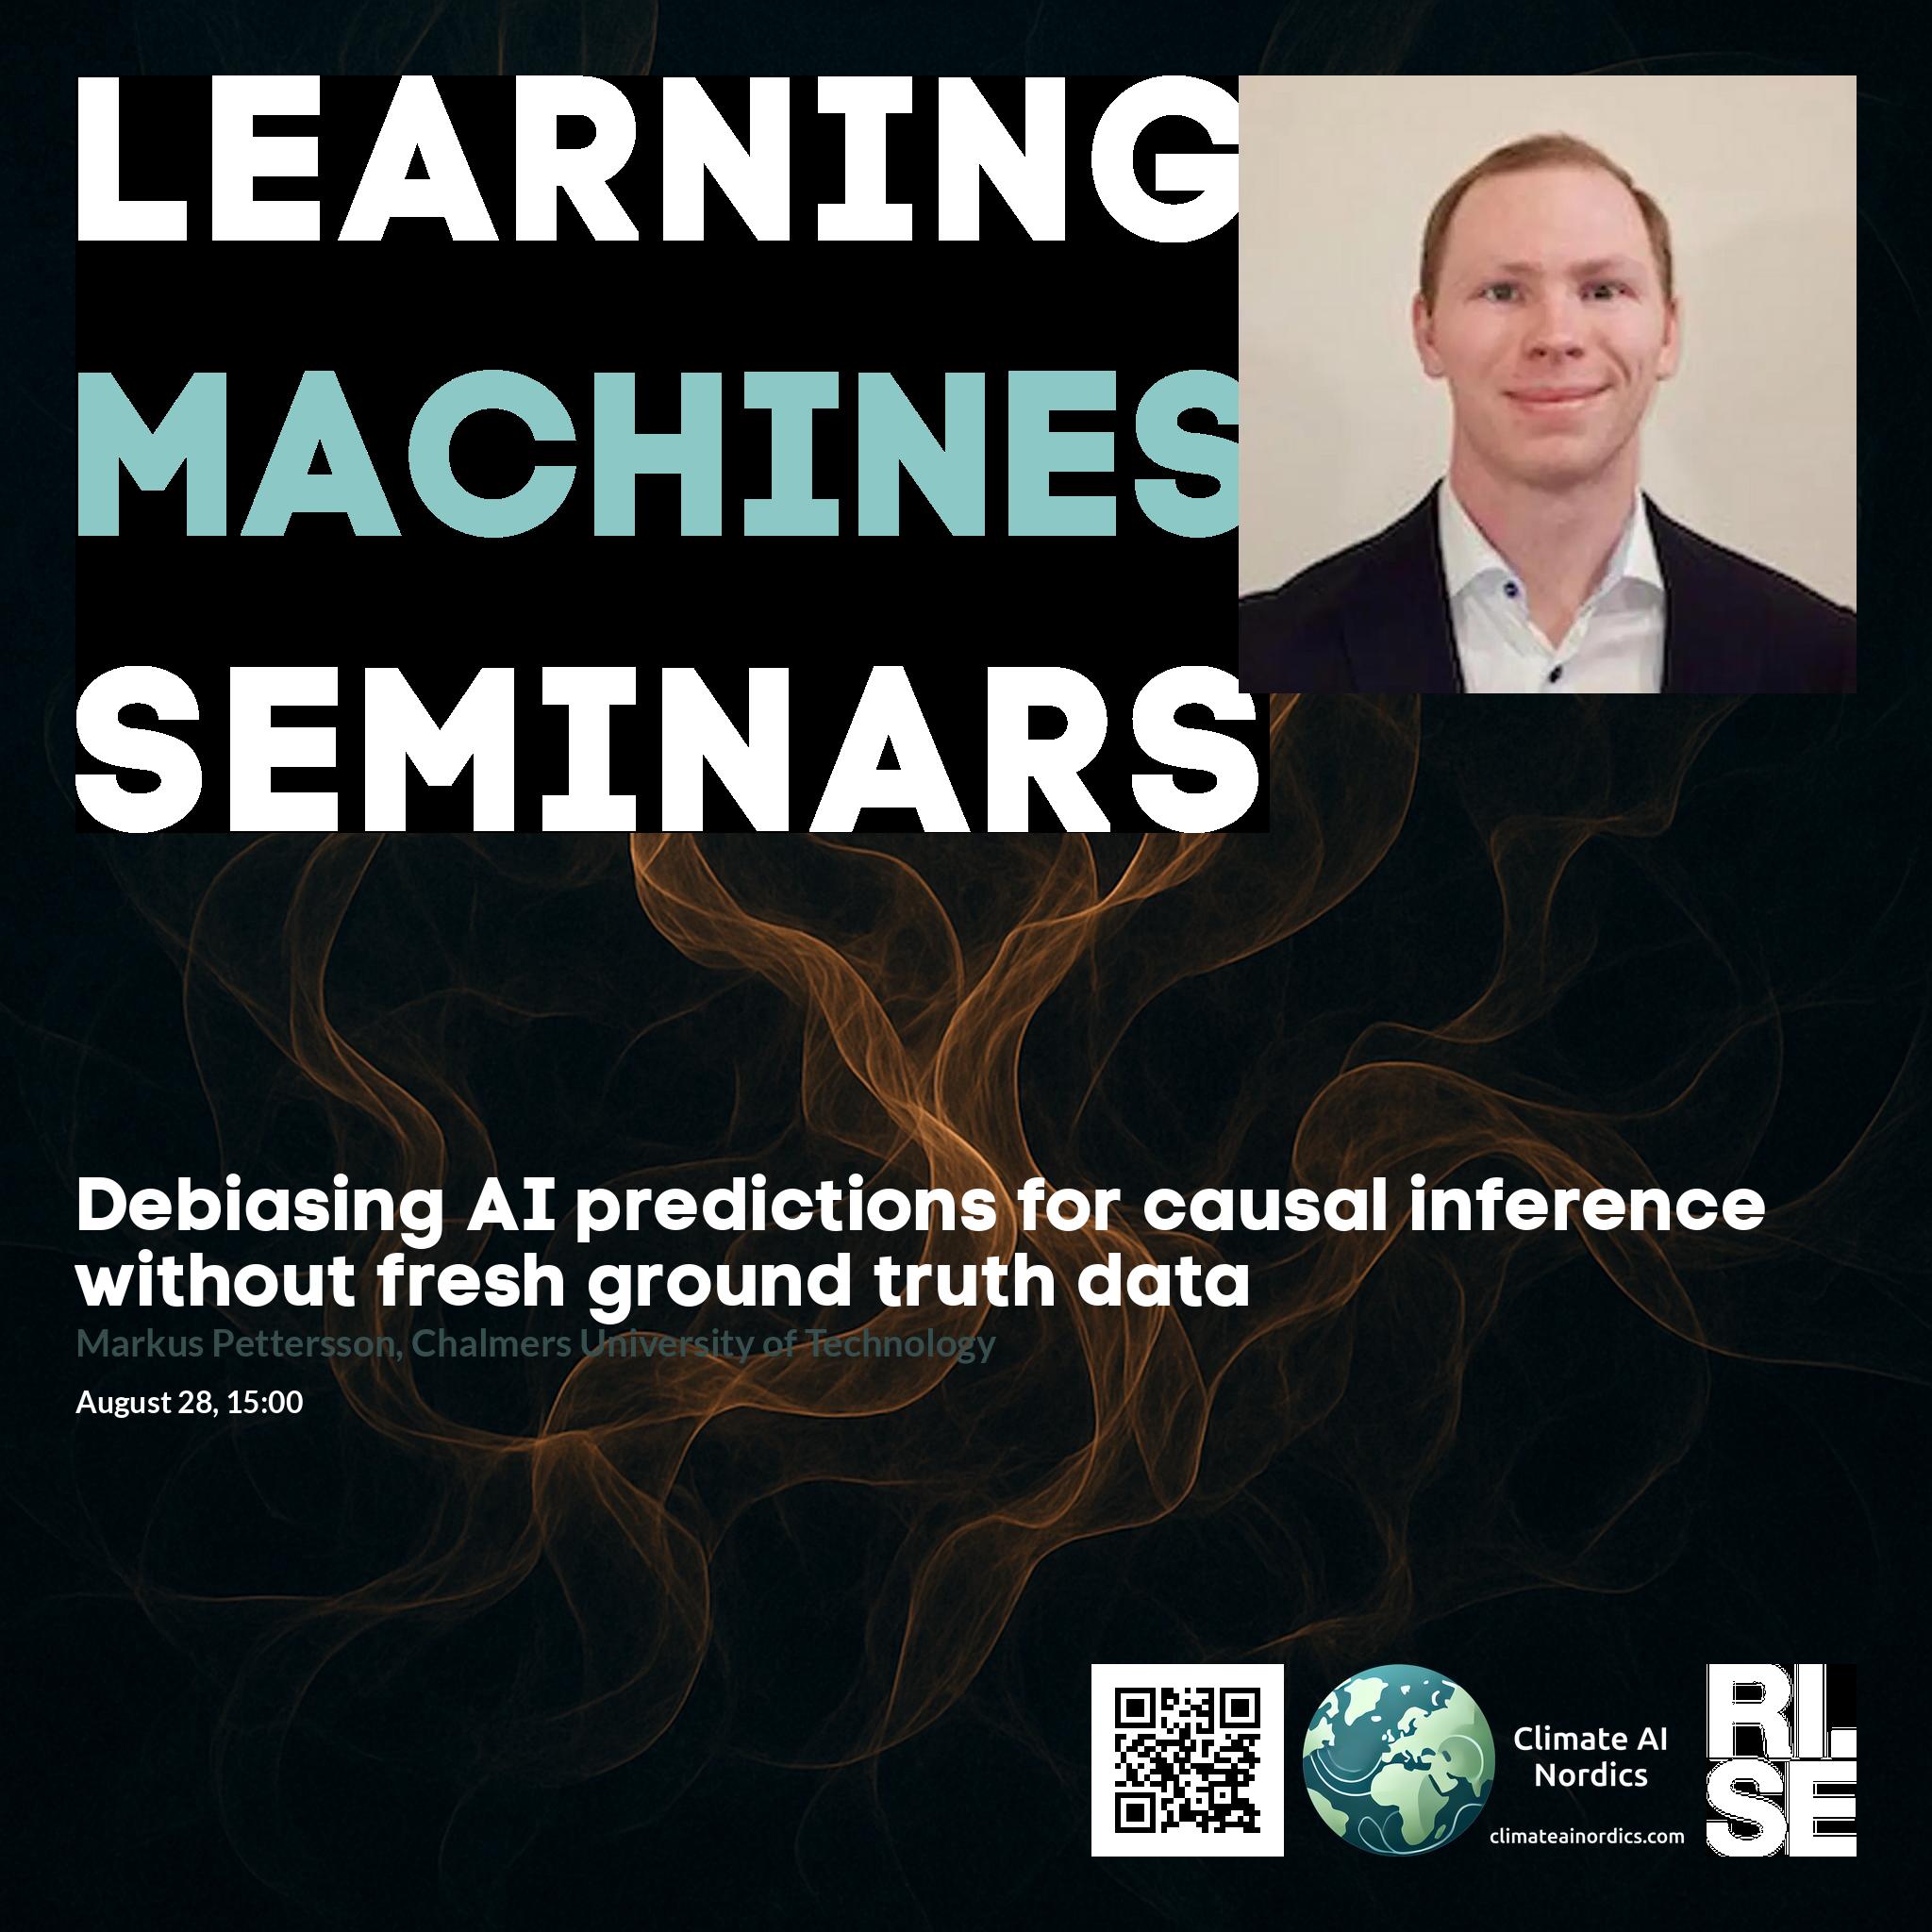 LEARNING
MACHINES
SEMINARS
Debiasing AI predictions for causal inference
without fresh ground truth data
Markus Pettersson, Chalmers University of Technology
August 28, 15:00
Climate AI
Nordics
climateainordics.com
RI.
SE